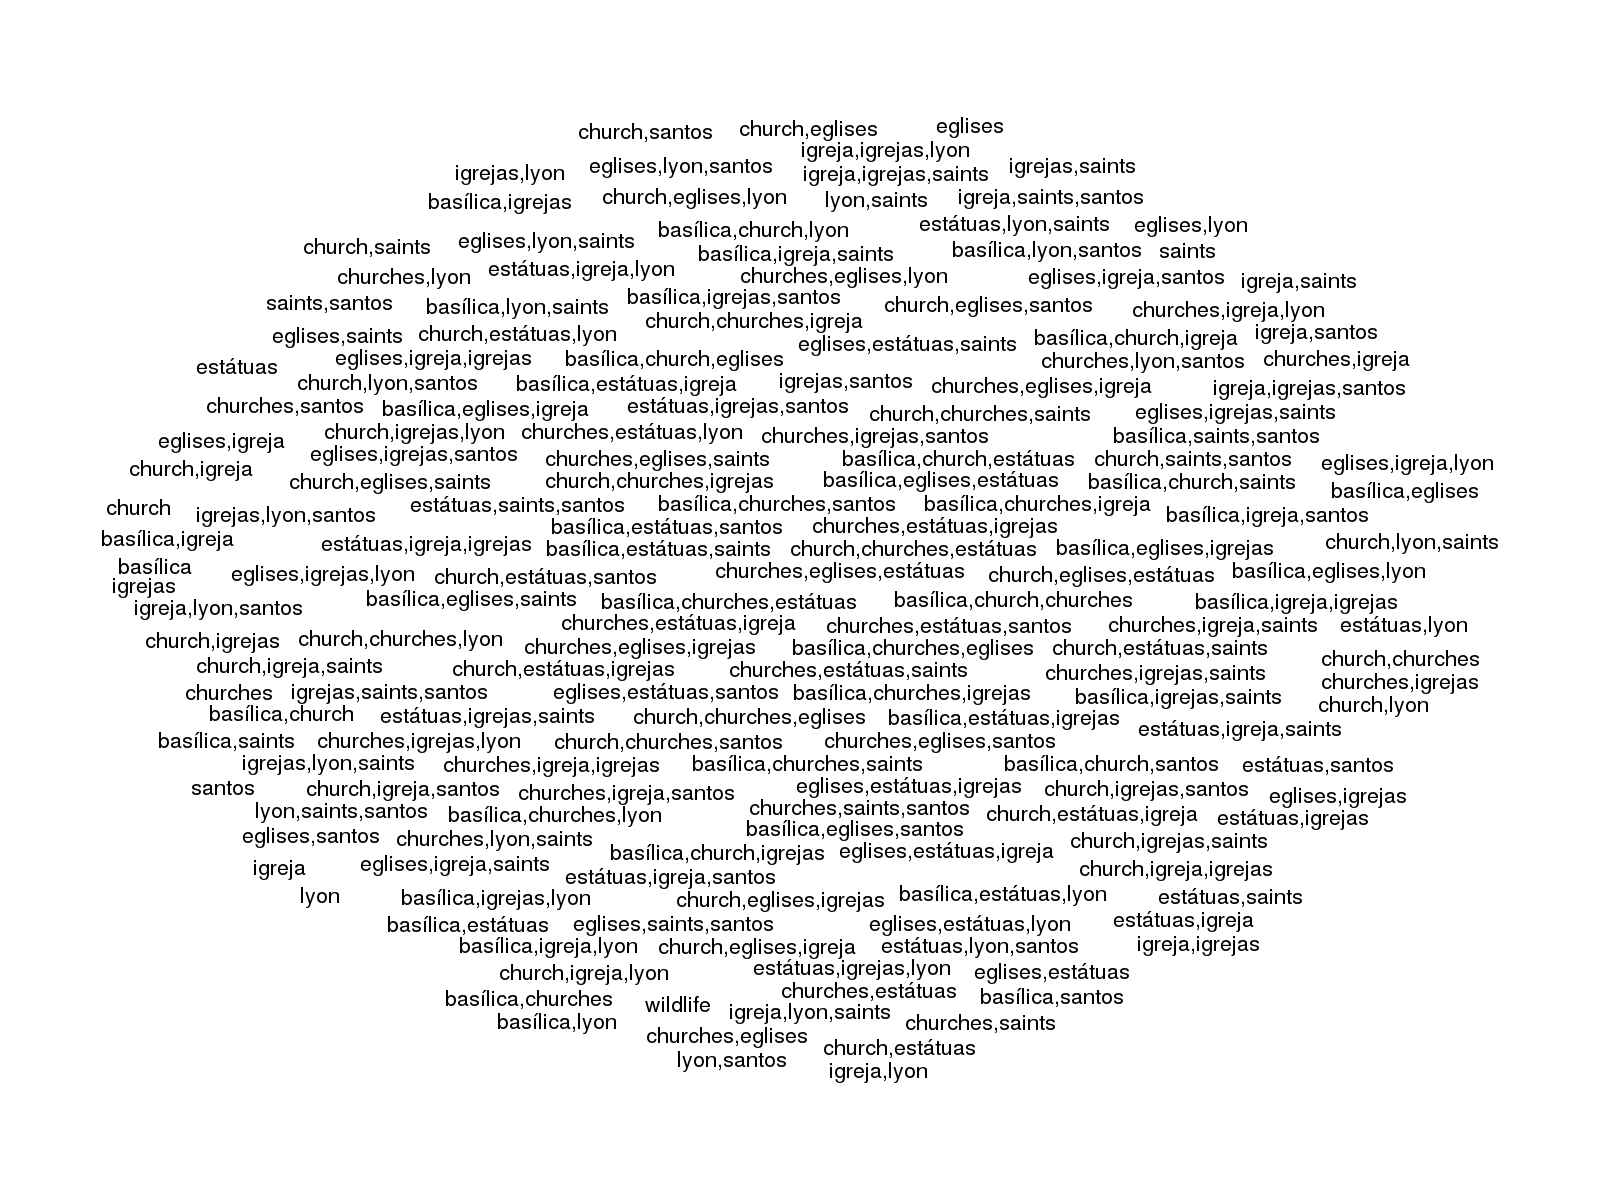 church,santos church,eglises eglises
igreja,igrejas,lyon
igrejas,lyon eglises,lyon,santos igreja,igrejas,saints igrejas,saints
basílica,igrejas church,eglises,lyon lyon,saints igreja,saints,santos
basílica,church,lyon estátuas,lyon,saints eglises,lyon
church,saints eglises,lyon,saints basílica,igreja,saints basílica,lyon,santos saints
churches,lyon estátuas,igreja,lyon churches,eglises,lyon eglises,igreja,santos igreja,saints
saints,santos basílica,lyon,saints basílica,igrejas,santos church,eglises,santos churches,igreja,lyon
church,churches,igreja
eglises,saints church,estátuas,lyon eglises,estátuas,saints basílica,church,igreja igreja,santos
estátuas eglises,igreja,igrejas basílica,church,eglises churches,lyon,santos churches,igreja
church,lyon,santos basílica,estátuas,igreja igrejas,santos churches,eglises,igreja igreja,igrejas,santos
churches,santos basílica,eglises,igreja estátuas,igrejas,santos church,churches,saints eglises,igrejas,saints
eglises,igreja church,igrejas,lyon churches,estátuas,lyon churches,igrejas,santos basílica,saints,santos
eglises,igrejas,santos churches,eglises,saints basílica,church,estátuas church,saints,santos eglises,igreja,lyon
church,igreja church,eglises,saints church,churches,igrejas basílica,eglises,estátuas basílica,church,saints basílica,eglises
church igrejas,lyon,santos estátuas,saints,santos basílica,churches,santos basílica,churches,igreja basílica,igreja,santos
basílica,estátuas,santos churches,estátuas,igrejas
basílica,igreja estátuas,igreja,igrejas basílica,estátuas,saints church,churches,estátuas basílica,eglises,igrejas church,lyon,saints
basílica eglises,igrejas,lyon church,estátuas,santos churches,eglises,estátuas church,eglises,estátuas basílica,eglises,lyon
igrejas
igreja,lyon,santos basílica,eglises,saints basílica,churches,estátuas basílica,church,churches basílica,igreja,igrejas
churches,estátuas,igreja churches,estátuas,santos churches,igreja,saints estátuas,lyon
church,igrejas church,churches,lyon churches,eglises,igrejas basílica,churches,eglises church,estátuas,saints
church,igreja,saints church,estátuas,igrejas churches,estátuas,saints churches,igrejas,saints church,churches
churches igrejas,saints,santos eglises,estátuas,santos basílica,churches,igrejas basílica,igrejas,saints churches,igrejas
church,lyon
basílica,church estátuas,igrejas,saints church,churches,eglises basílica,estátuas,igrejas estátuas,igreja,saints
basílica,saints churches,igrejas,lyon church,churches,santos churches,eglises,santos
igrejas,lyon,saints churches,igreja,igrejas basílica,churches,saints basílica,church,santos estátuas,santos
santos church,igreja,santos churches,igreja,santos eglises,estátuas,igrejas church,igrejas,santos eglises,igrejas
lyon,saints,santos basílica,churches,lyon churches,saints,santos church,estátuas,igreja estátuas,igrejas
eglises,santos churches,lyon,saints basílica,eglises,santos church,igrejas,saints
igreja eglises,igreja,saints basílica,church,igrejas eglises,estátuas,igreja church,igreja,igrejas
estátuas,igreja,santos
lyon basílica,igrejas,lyon church,eglises,igrejas basílica,estátuas,lyon estátuas,saints
basílica,estátuas eglises,saints,santos eglises,estátuas,lyon estátuas,igreja
basílica,igreja,lyon church,eglises,igreja estátuas,lyon,santos igreja,igrejas
church,igreja,lyon estátuas,igrejas,lyon eglises,estátuas
basílica,churches wildlife churches,estátuas basílica,santos
basílica,lyon igreja,lyon,saints churches,saints
churches,eglises church,estátuas
lyon,santos igreja,lyon